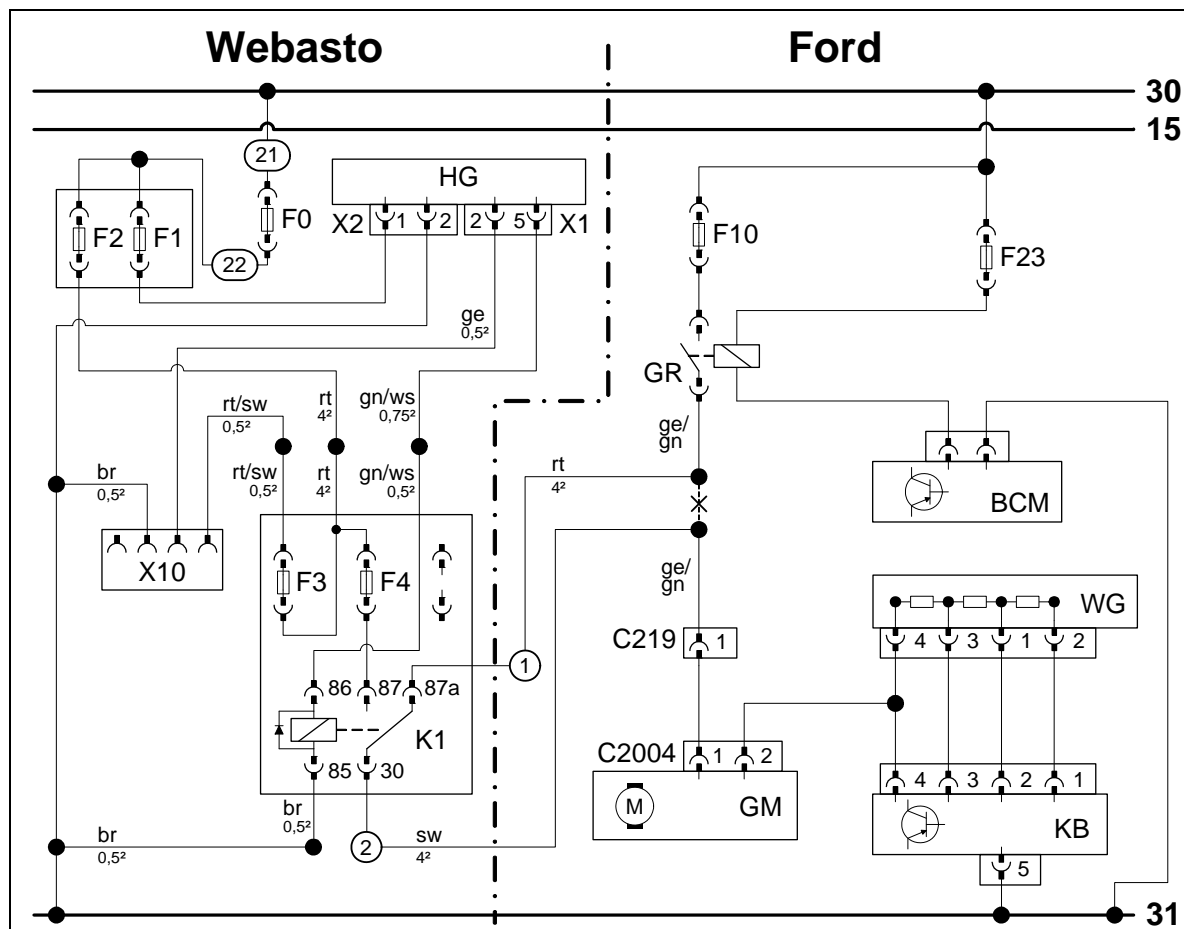 Webasto Ford
30
15
21
HG
F2 F1 F0 X2 1 2 2 5 X1 F10 F23
22
ge
0,5²
GR
rt/sw
0,5²
rt
4²
gn/ws
0,75²
ge/
gn
br
0,5²
rt/sw
0,5²
rt
4²
gn/ws
0,5²
rt
4²
BCM
X10 F3 F4
ge/
gn
WG
C219 1 4 3 1 2
1
86 87 87a
K1
85 30
C2004 1 2
4 3 2 1
M GM
KB
br
0,5²
br
0,5²
2
sw
4²
5
31